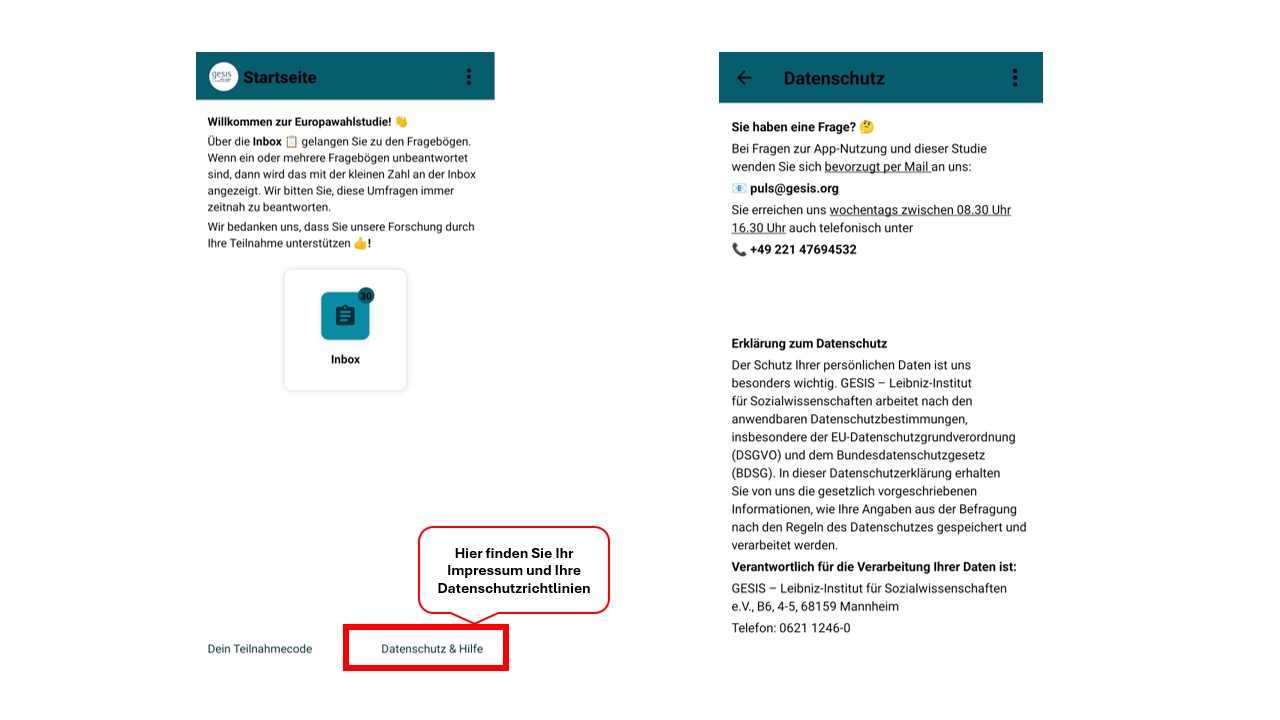 gesis
Startseite
Willkommen zur Europawahlstudie! 👋
Über die Inbox 📋 gelangen Sie zu den Fragebögen.
Wenn ein oder mehrere Fragebögen unbeantwortet
sind, dann wird das mit der kleinen Zahl an der Inbox
angezeigt. Wir bitten Sie, diese Umfragen immer
zeitnah zu beantworten.
Wir bedanken uns, dass Sie unsere Forschung durch
Ihre Teilnahme unterstützen 👍!
30
Inbox
Hier finden Sie Ihr
Impressum und Ihre
Datenschutzrichtlinien
Dein Teilnahmecode
Datenschutz & Hilfe
Datenschutz
Sie haben eine Frage? 🤔
Bei Fragen zur App-Nutzung und dieser Studie
wenden Sie sich bevorzugt per Mail an uns:
📧 puls@gesis.org
Sie erreichen uns wochentags zwischen 08.30 Uhr
16.30 Uhr auch telefonisch unter
📞 +49 221 47694532
Erklärung zum Datenschutz
Der Schutz Ihrer persönlichen Daten ist uns
besonders wichtig. GESIS – Leibniz-Institut
für Sozialwissenschaften arbeitet nach den
anwendbaren Datenschutzbestimmungen,
insbesondere der EU-Datenschutzgrundverordnung
(DSGVO) und dem Bundesdatenschutzgesetz
(BDSG). In dieser Datenschutzerklärung erhalten
Sie von uns die gesetzlich vorgeschriebenen
Informationen, wie Ihre Angaben aus der Befragung
nach den Regeln des Datenschutzes gespeichert und
verarbeitet werden.
Verantwortlich für die Verarbeitung Ihrer Daten ist:
GESIS – Leibniz-Institut für Sozialwissenschaften
e.V., B6, 4-5, 68159 Mannheim
Telefon: 0621 1246-0